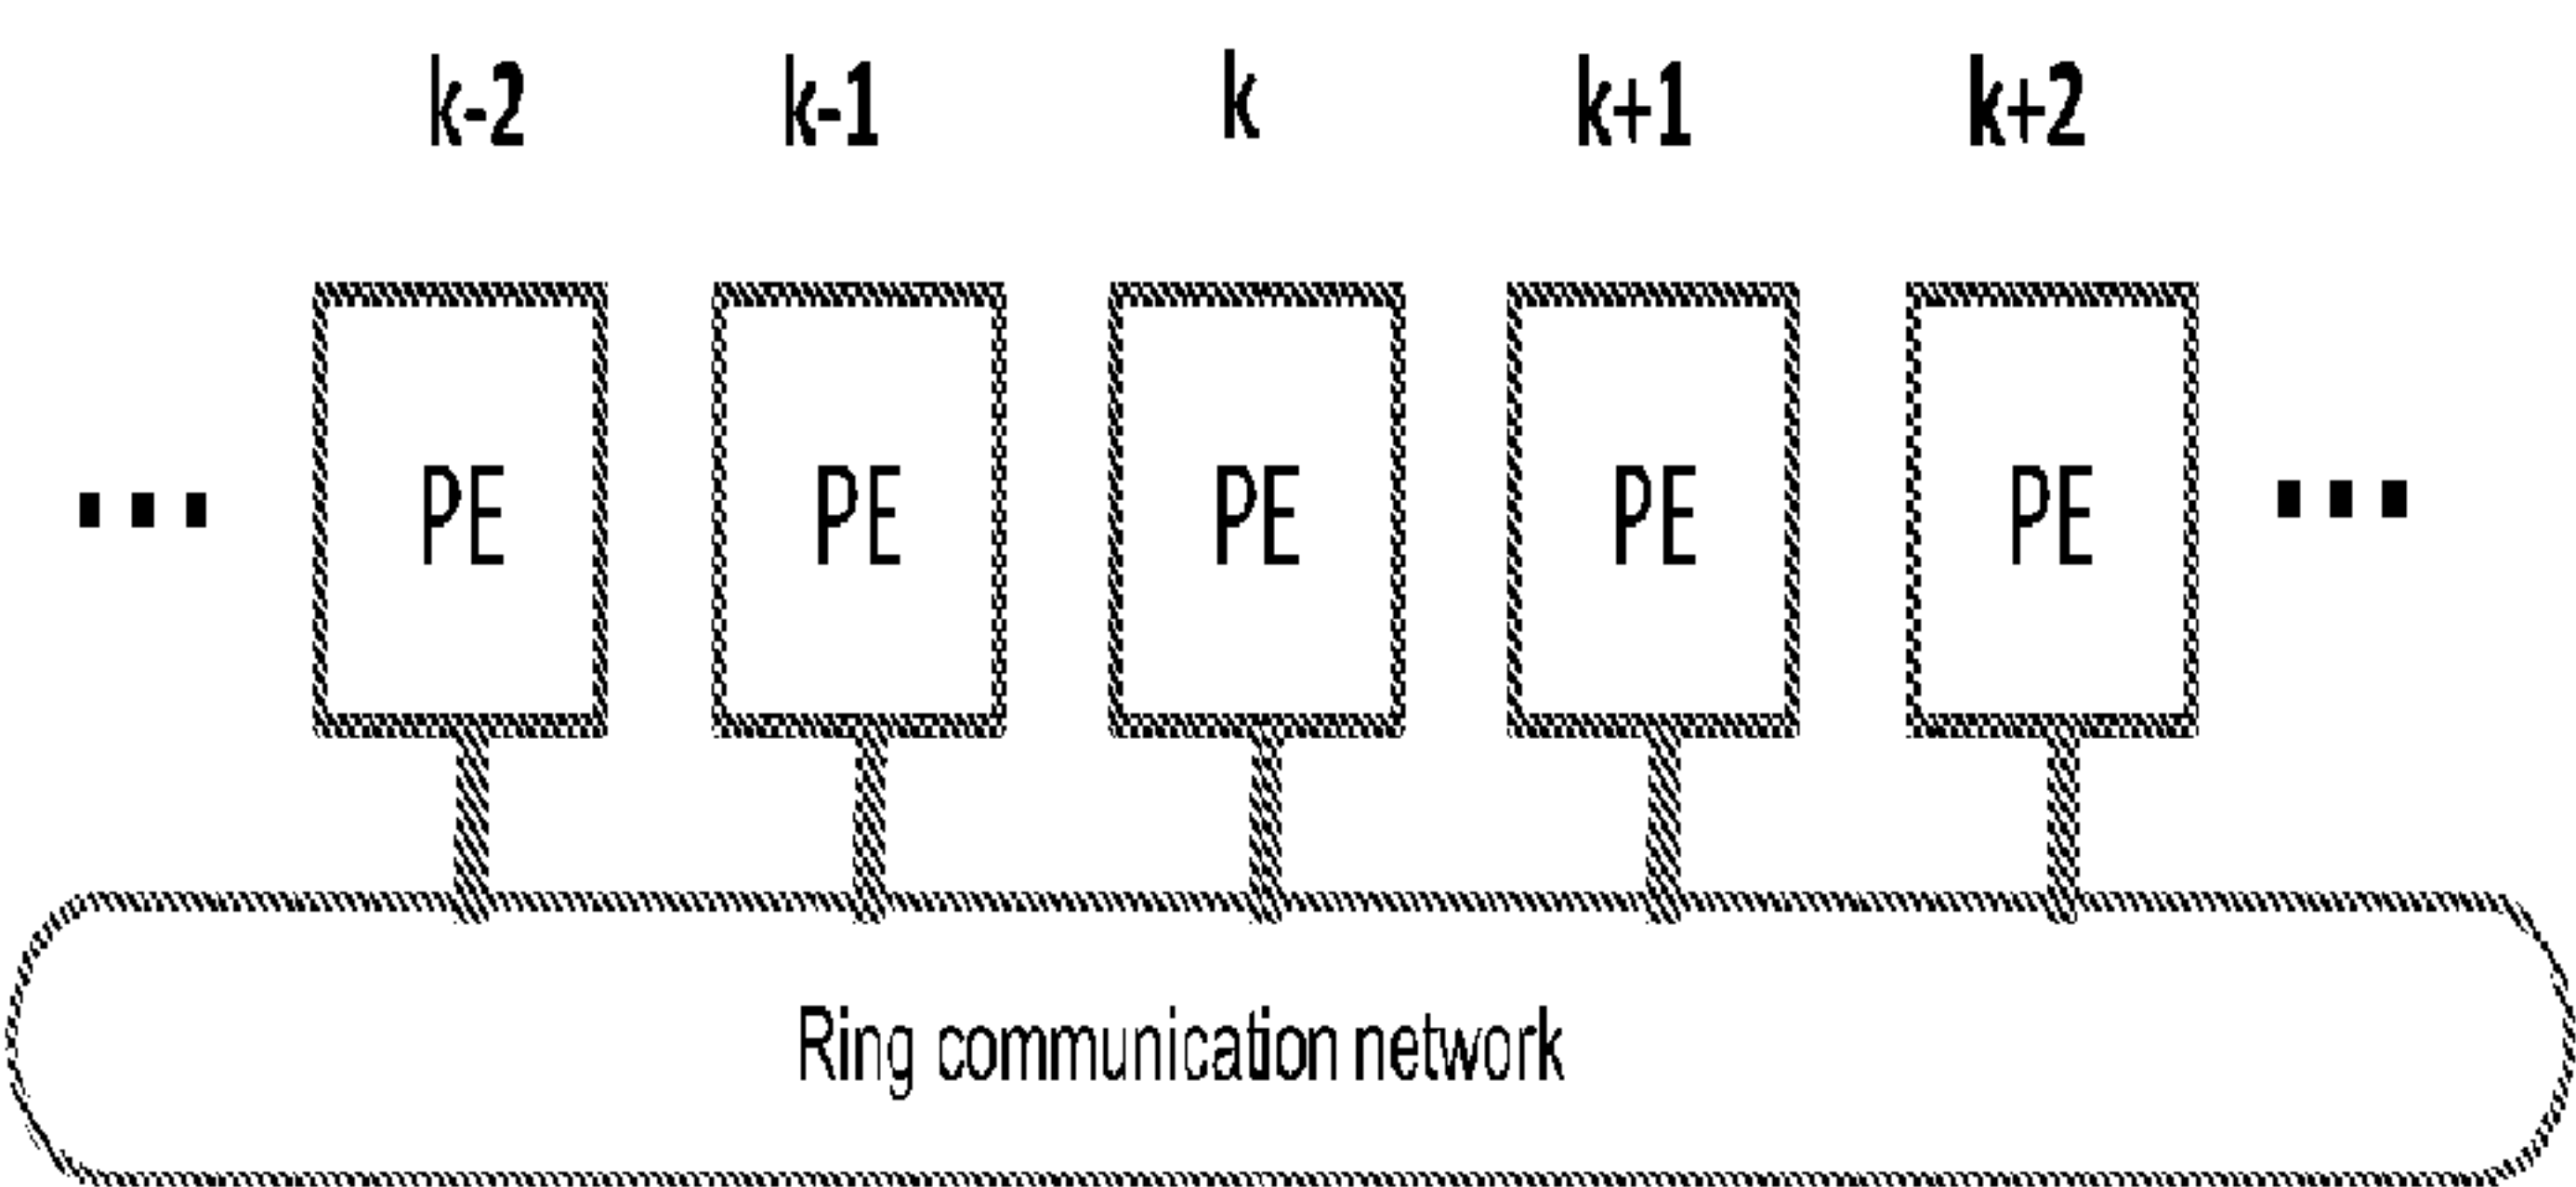 k-2 k-1 k k+1 k+2
... PE PE PE PE PE ...
Ring communication network